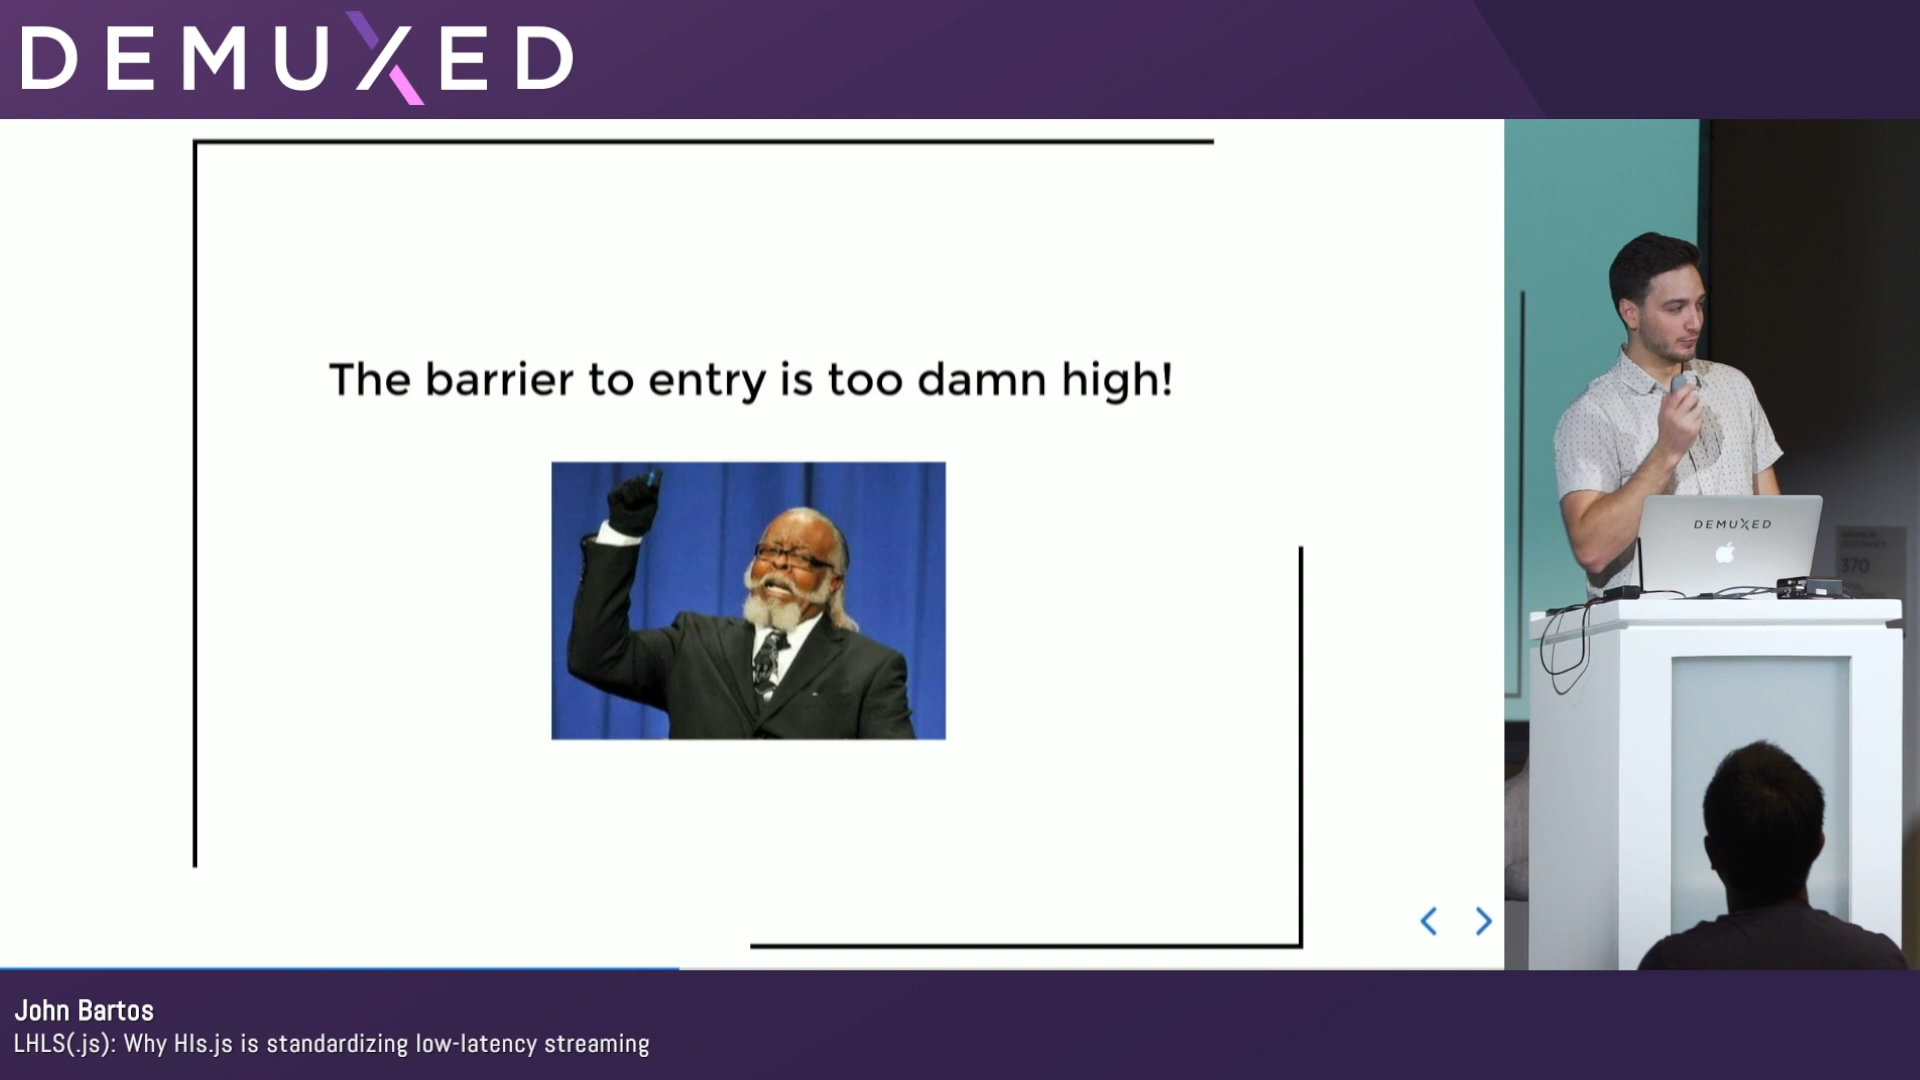 DEMUXED
The barrier to entry is too damn high!
DEMUXED
370
John Bartos
LHLS(.js): Why Hls.js is standardizing low-latency streaming